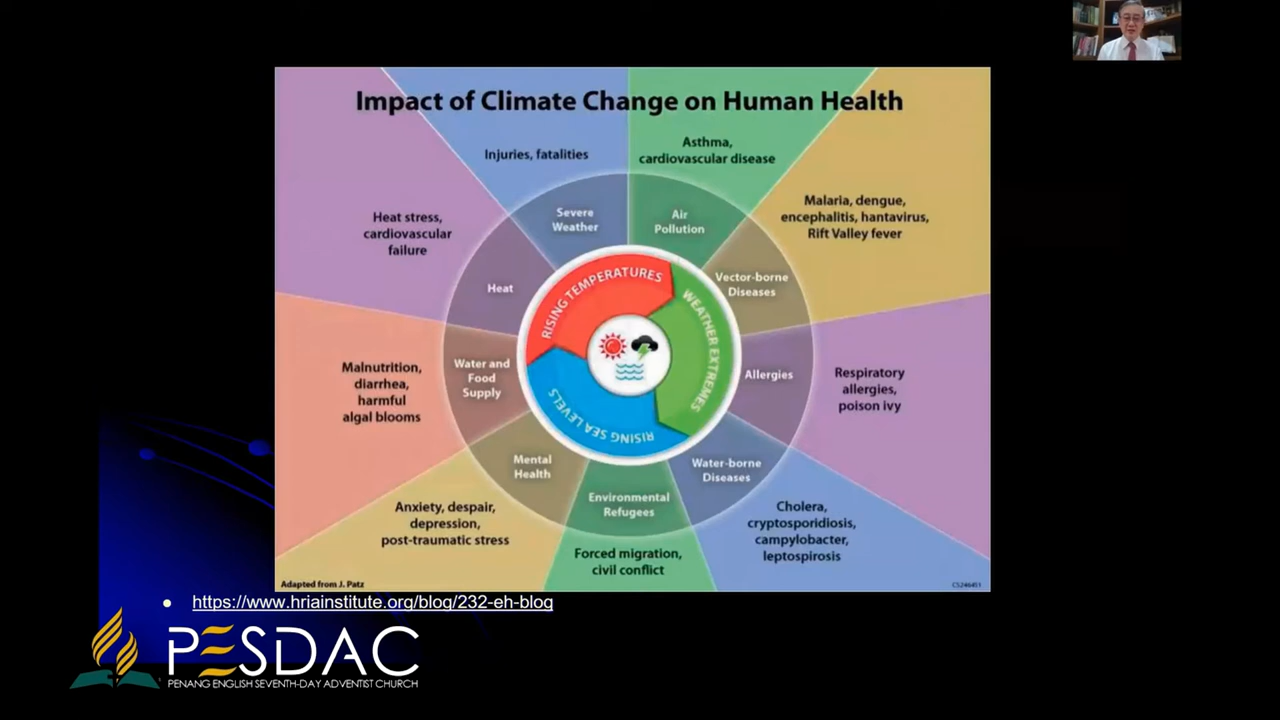 Impact of Climate Change on Human Health
Injuries, fatalities
Asthma,
cardiovascular disease
Malaria, dengue,
encephalitis, hantavirus,
Rift Valley fever
Heat stress,
cardiovascular
failure
Severe
Weather
Air
Pollution
Vector-borne
Diseases
Heat
RISING TEMPERATURES
WEATHER EXTREMES
RISING SEA LEVELS
Water and
Food
Supply
Allergies
Malnutrition,
diarrhea,
harmful
algal blooms
Respiratory
allergies,
poison ivy
Mental
Health
Water-borne
Diseases
Environmental
Refugees
Anxiety, despair,
depression,
post-traumatic stress
Forced migration,
civil conflict
Cholera,
cryptosporidiosis,
campylobacter,
leptospirosis
Adapted from J. Patz
CS246451
• https://www.hriainstitute.org/blog/232-eh-blog
PESDAC
PENANG ENGLISH SEVENTH-DAY ADVENTIST CHURCH